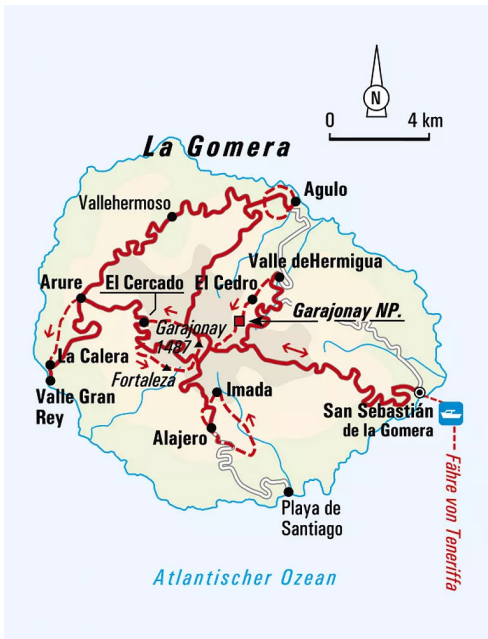 N
0 4 km
La Gomera
Agulo
Vallehermoso
Valle deHermigua
Arure
El Cercado
El Cedro
Garajonay NP.
Garajonay
1487
La Calera
Fortaleza
Valle Gran
Rey
Imada
San Sebastián
de la Gomera
Alajero
Fähre von Teneriffa
Playa de
Santiago
Atlantischer Ozean